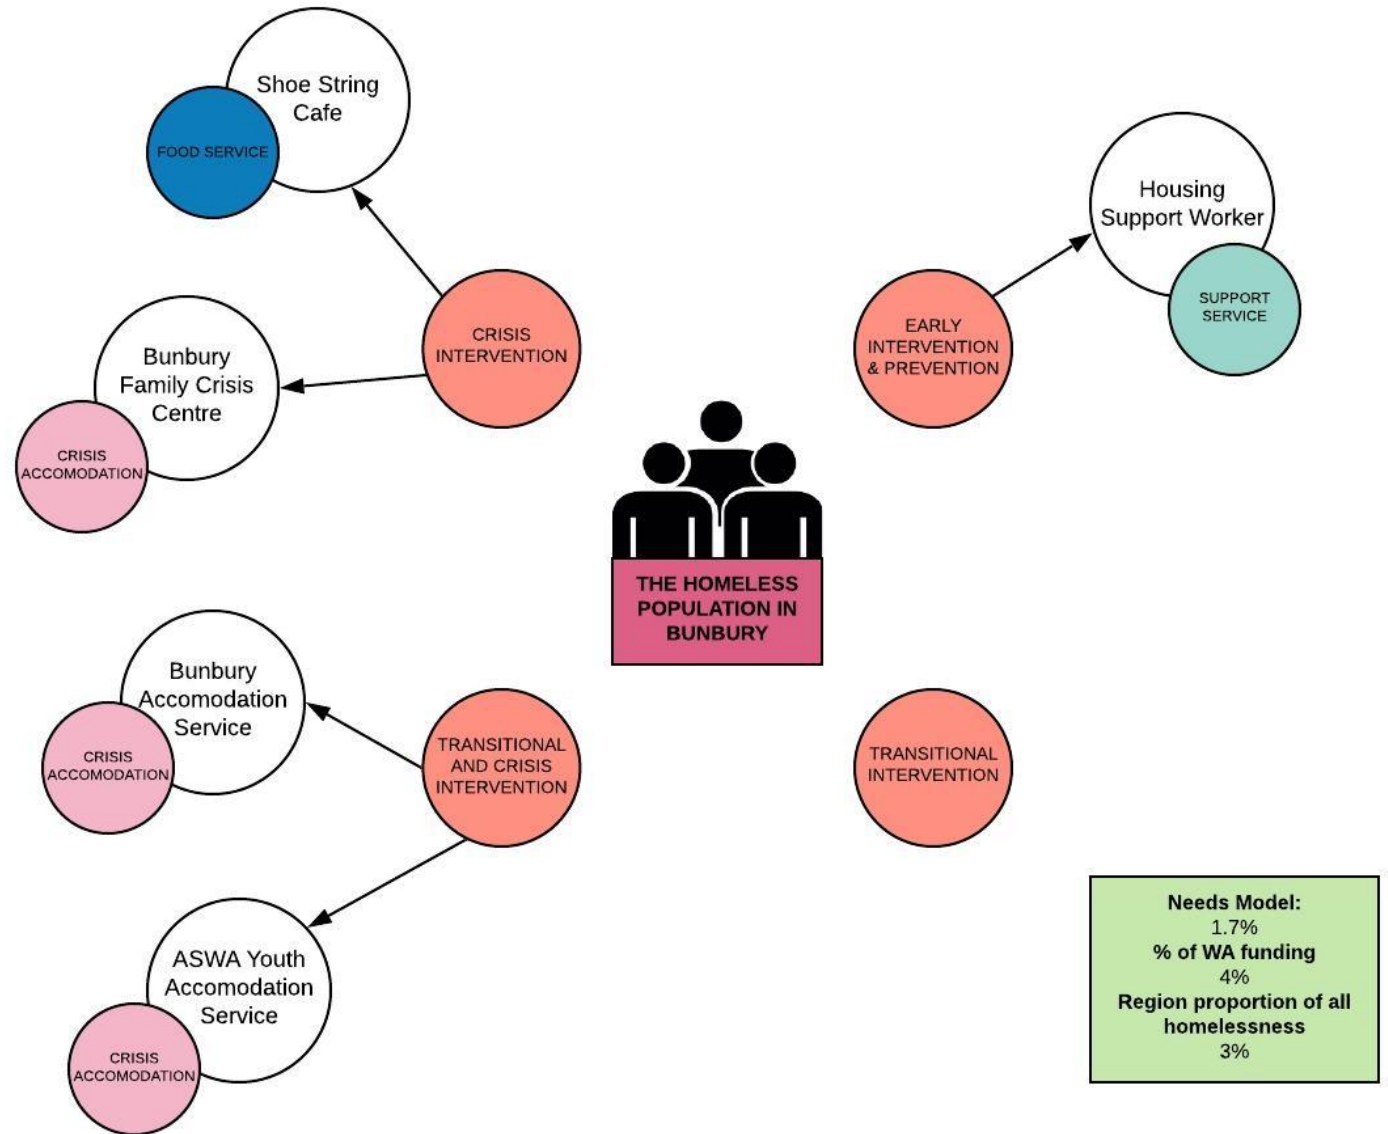 Shoe String
Cafe
FOOD SERVICE
Housing
Support Worker
SUPPORT
SERVICE
CRISIS
INTERVENTION
EARLY
INTERVENTION
& PREVENTION
Bunbury
Family Crisis
Centre
CRISIS
ACCOMODATION
THE HOMELESS
POPULATION IN
BUNBURY
Bunbury
Accomodation
Service
CRISIS
ACCOMODATION
TRANSITIONAL
AND CRISIS
INTERVENTION
TRANSITIONAL
INTERVENTION
ASWA Youth
Accomodation
Service
CRISIS
ACCOMODATION
Needs Model:
1.7%
% of WA funding
4%
Region proportion of all
homelessness
3%